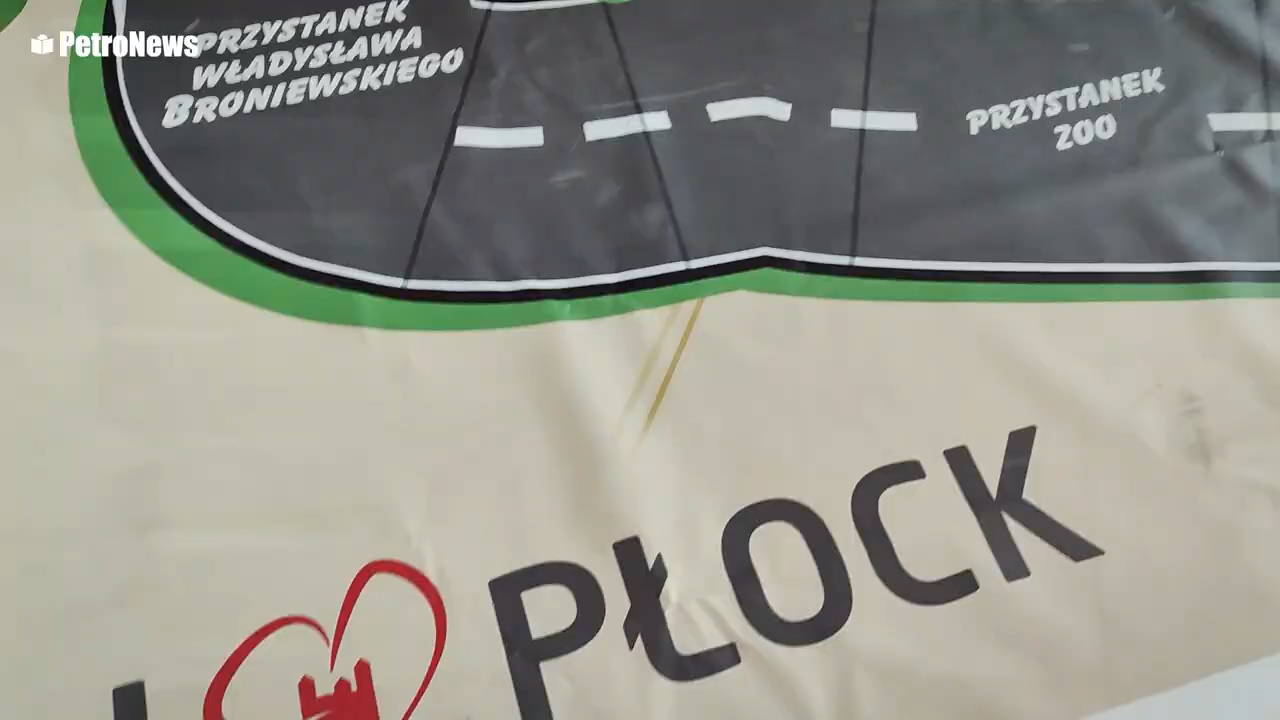 PetroNews
PRZYSTANEK
WŁADYSŁAWA
BRONIEWSKIEGO
PRZYSTANEK
ZOO
I PŁOCK